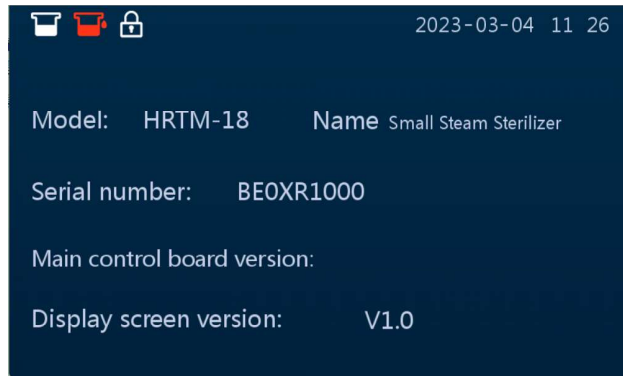 2023-03-04 11 26
Model: HRTM-18 Name Small Steam Sterilizer
Serial number: BE0XR1000
Main control board version:
Display screen version: V1.0